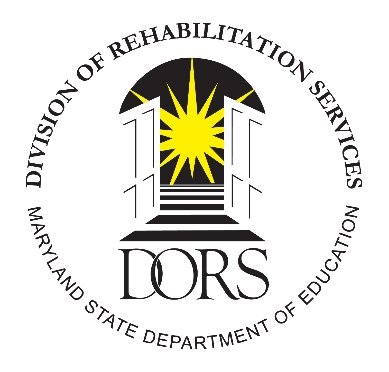 DIVISION OF REHABILITATION SERVICES
DORS
MARYLAND STATE DEPARTMENT OF EDUCATION